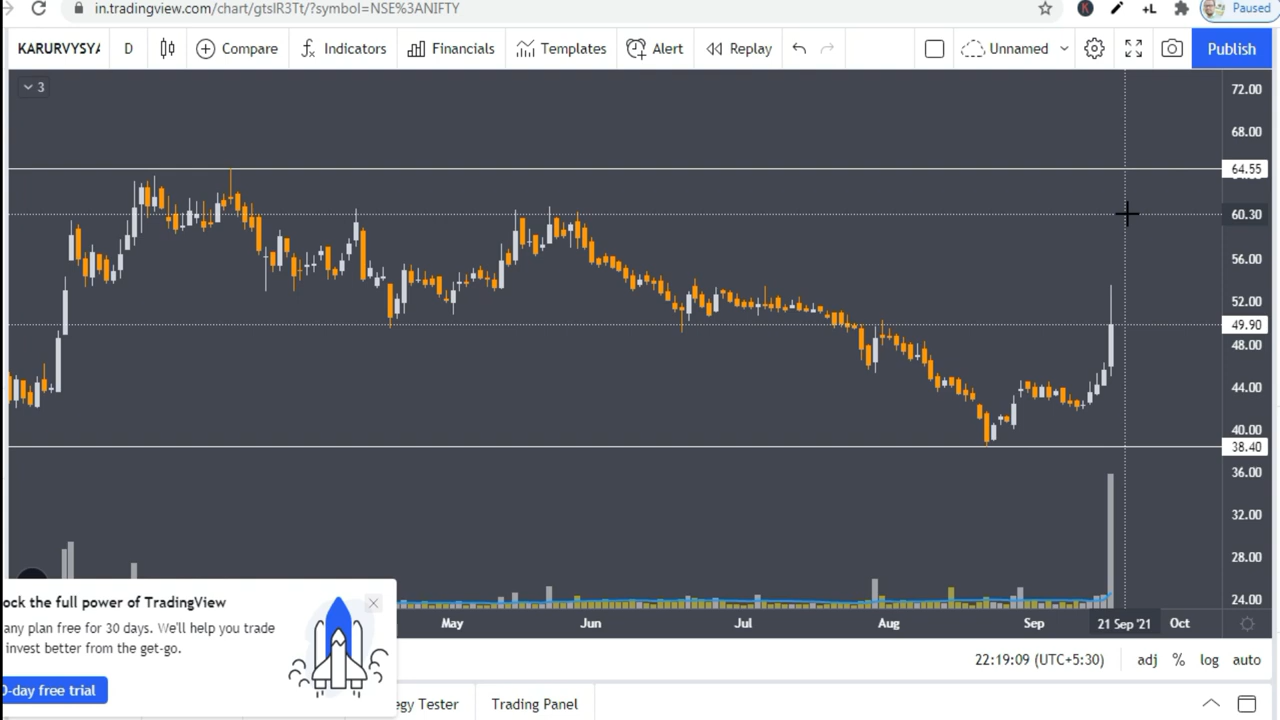 in.tradingview.com/chart/gtslR3Tt/?symbol=NSE%3ANIFTY
K
+L
Paused
KARURVYSYA
D
Compare
Indicators
Financials
Templates
Alert
Replay
Unnamed
Publish
3
72.00
68.00
64.55
60.30
56.00
52.00
49.90
48.00
44.00
40.00
38.40
36.00
32.00
28.00
24.00
ock the full power of TradingView
any plan free for 30 days. We'll help you trade
invest better from the get-go.
0-day free trial
May
Jun
Jul
Aug
Sep
21 Sep '21
Oct
22:19:09 (UTC+5:30)
adj
%
log
auto
egy Tester
Trading Panel